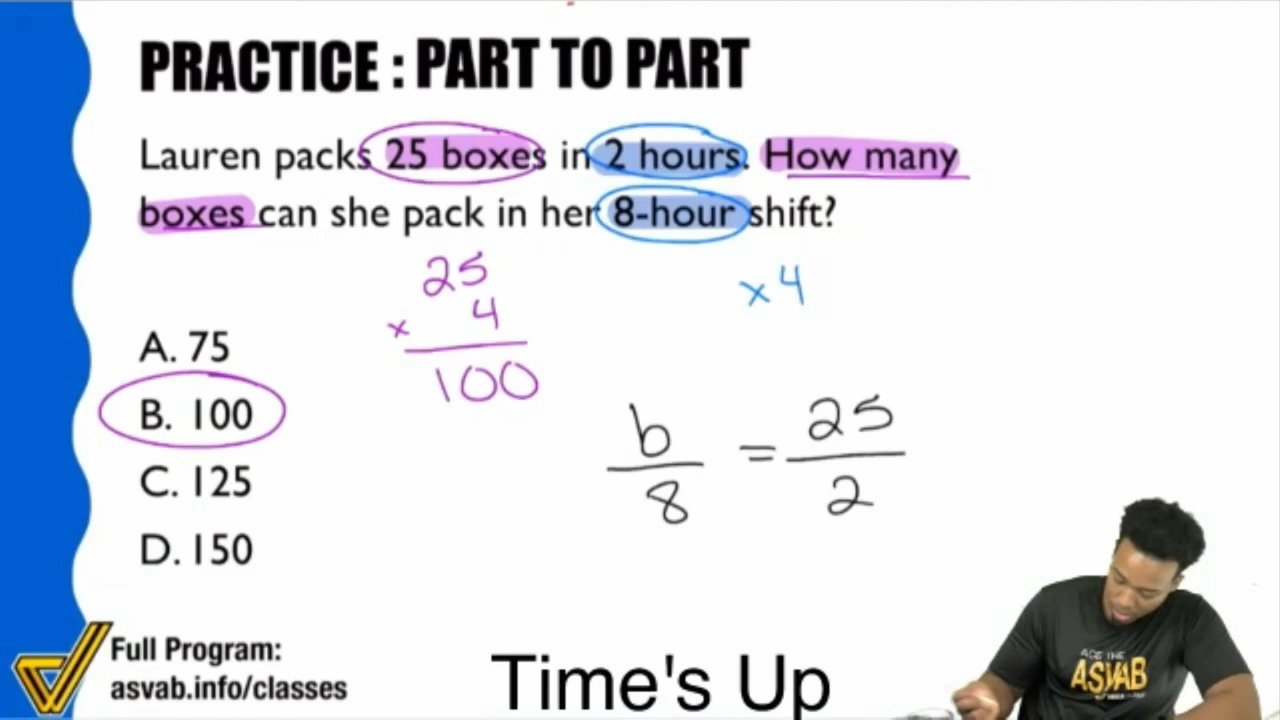 PRACTICE : PART TO PART
Lauren packs 25 boxes in 2 hours. How many
boxes can she pack in her 8-hour shift?
25
× 4
100
× 4
A. 75
B. 100
C. 125
D. 150
b/8 = 25/2
Full Program:
asvab.info/classes
Time's Up
ACE THE
ASVAB